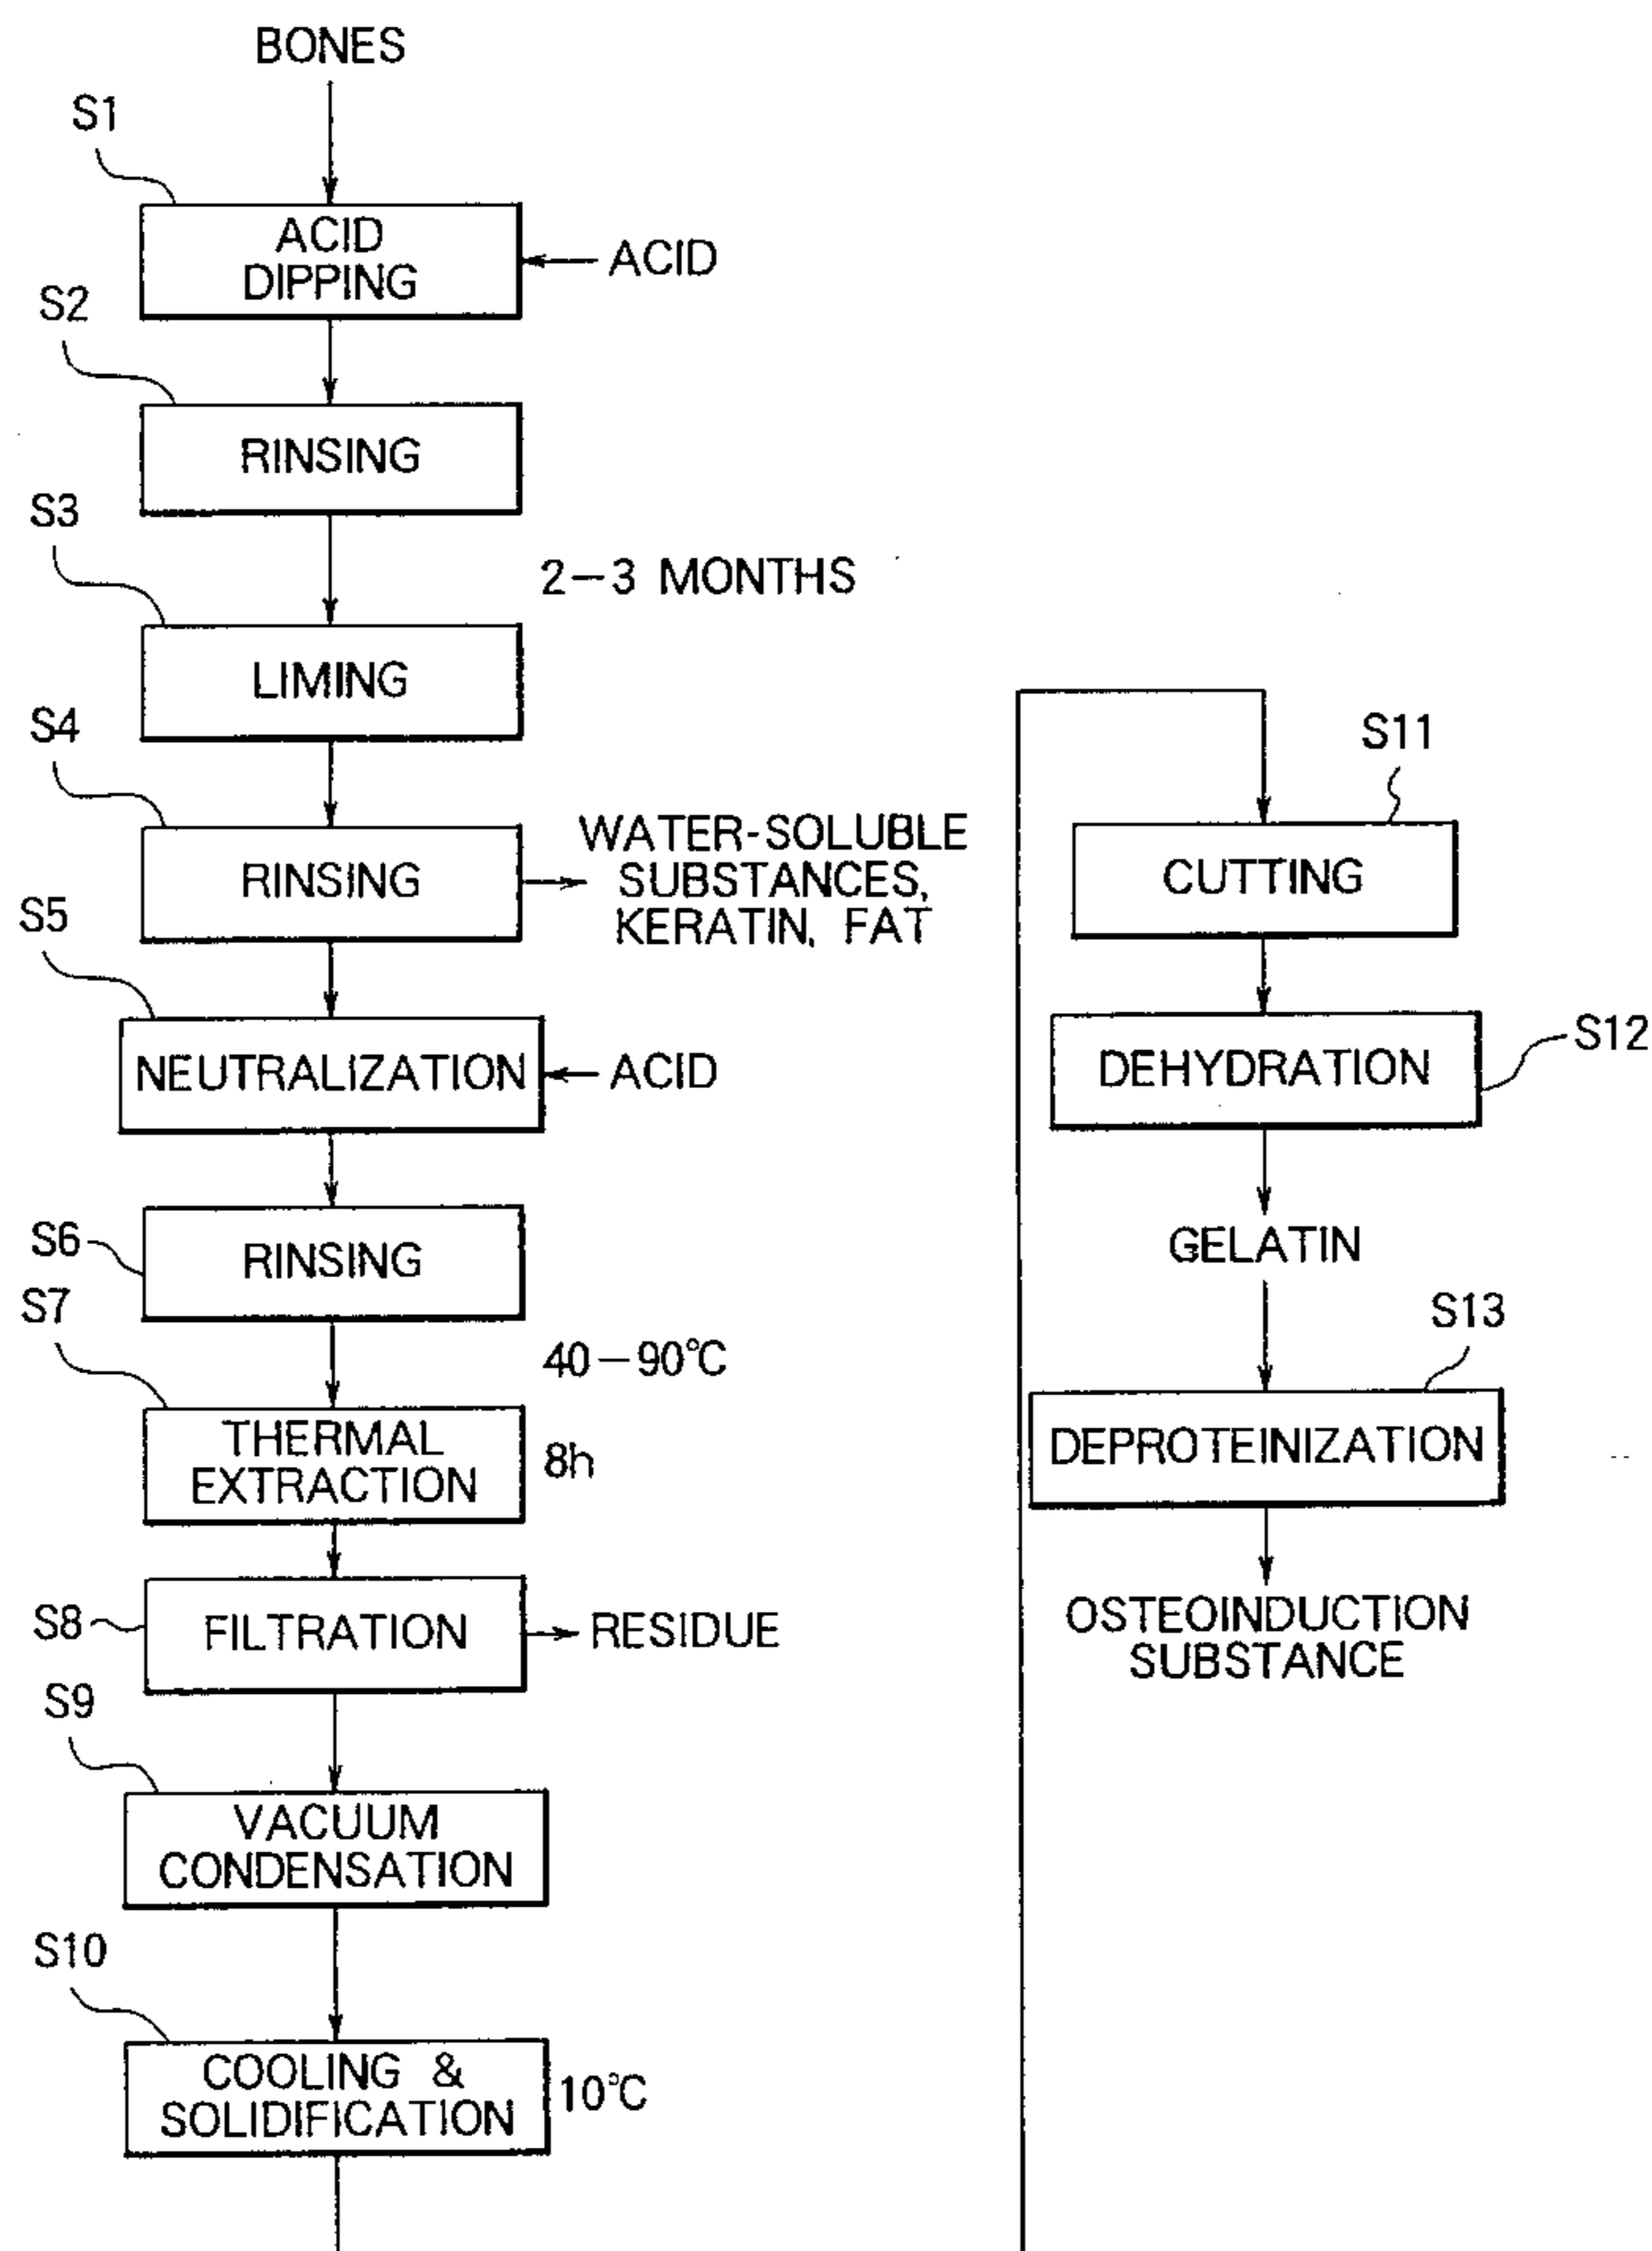 BONES
S1
ACID
DIPPING
ACID
S2
RINSING
S3
2-3 MONTHS
LIMING
S4
RINSING
WATER-SOLUBLE
SUBSTANCES,
KERATIN, FAT
S5
NEUTRALIZATION
ACID
S6
RINSING
S7
40-90°C
THERMAL
EXTRACTION
8h
S8
FILTRATION
RESIDUE
S9
VACUUM
CONDENSATION
S10
COOLING &
SOLIDIFICATION
10°C
S11
CUTTING
S12
DEHYDRATION
GELATIN
S13
DEPROTEINIZATION
OSTEOINDUCTION
SUBSTANCE